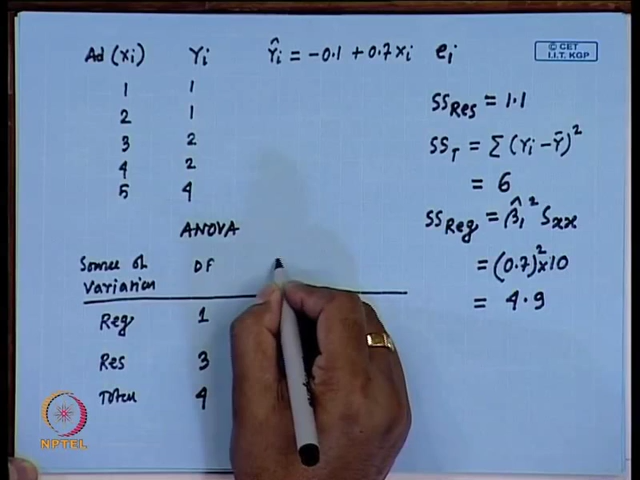 Ad (xi) Yi Ŷi = -0.1 + 0.7xi ei
© CET
I.I.T. KGP
1 1
2 1
3 2
4 2
5 4
SSRes = 1.1
SST = Σ (Yi - Ȳ)²
= 6
SSReg = β̂₁² Sxx
= (0.7)² x 10
= 4.9
ANOVA
Source of DF
Variation
Reg 1
Res 3
Total 4
NPTEL